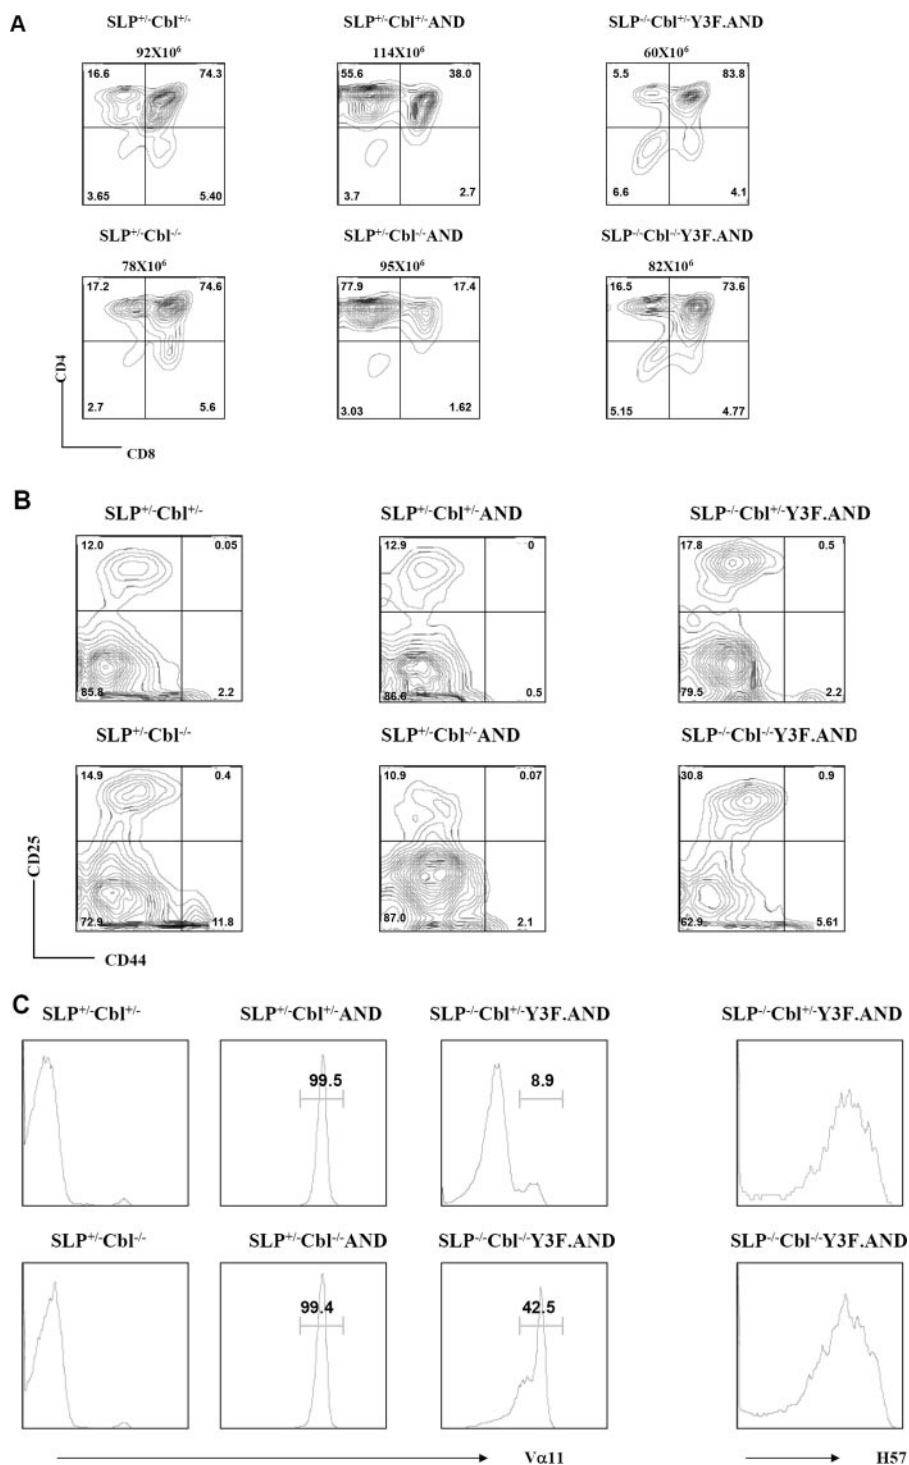 A
SLP+/-Cbl+/- SLP+/-Cbl+/-AND SLP-/-Cbl+/-Y3F.AND
92X10⁶ 114X10⁶ 60X10⁶
16.6 74.3 55.6 38.0 5.5 83.8
3.65 5.40 3.7 2.7 6.6 4.1
SLP+/-Cbl-/- SLP+/-Cbl-/-AND SLP-/-Cbl-/-Y3F.AND
78X10⁶ 95X10⁶ 82X10⁶
17.2 74.6 77.9 17.4 16.5 73.6
CD4
2.7 5.6 3.03 1.62 5.15 4.77
CD8
B
SLP+/-Cbl+/- SLP+/-Cbl+/-AND SLP-/-Cbl+/-Y3F.AND
12.0 0.05 12.9 0 17.8 0.5
85.8 2.2 86.6 0.5 79.5 2.2
SLP+/-Cbl-/- SLP+/-Cbl-/-AND SLP-/-Cbl-/-Y3F.AND
14.9 0.4 10.9 0.07 30.8 0.9
CD25
72.9 11.8 87.0 2.1 62.9 5.61
CD44
C
SLP+/-Cbl+/- SLP+/-Cbl+/-AND SLP-/-Cbl+/-Y3F.AND SLP-/-Cbl+/-Y3F.AND
99.5 8.9
SLP+/-Cbl-/- SLP+/-Cbl-/-AND SLP-/-Cbl-/-Y3F.AND SLP-/-Cbl-/-Y3F.AND
99.4 42.5
Vα11 H57